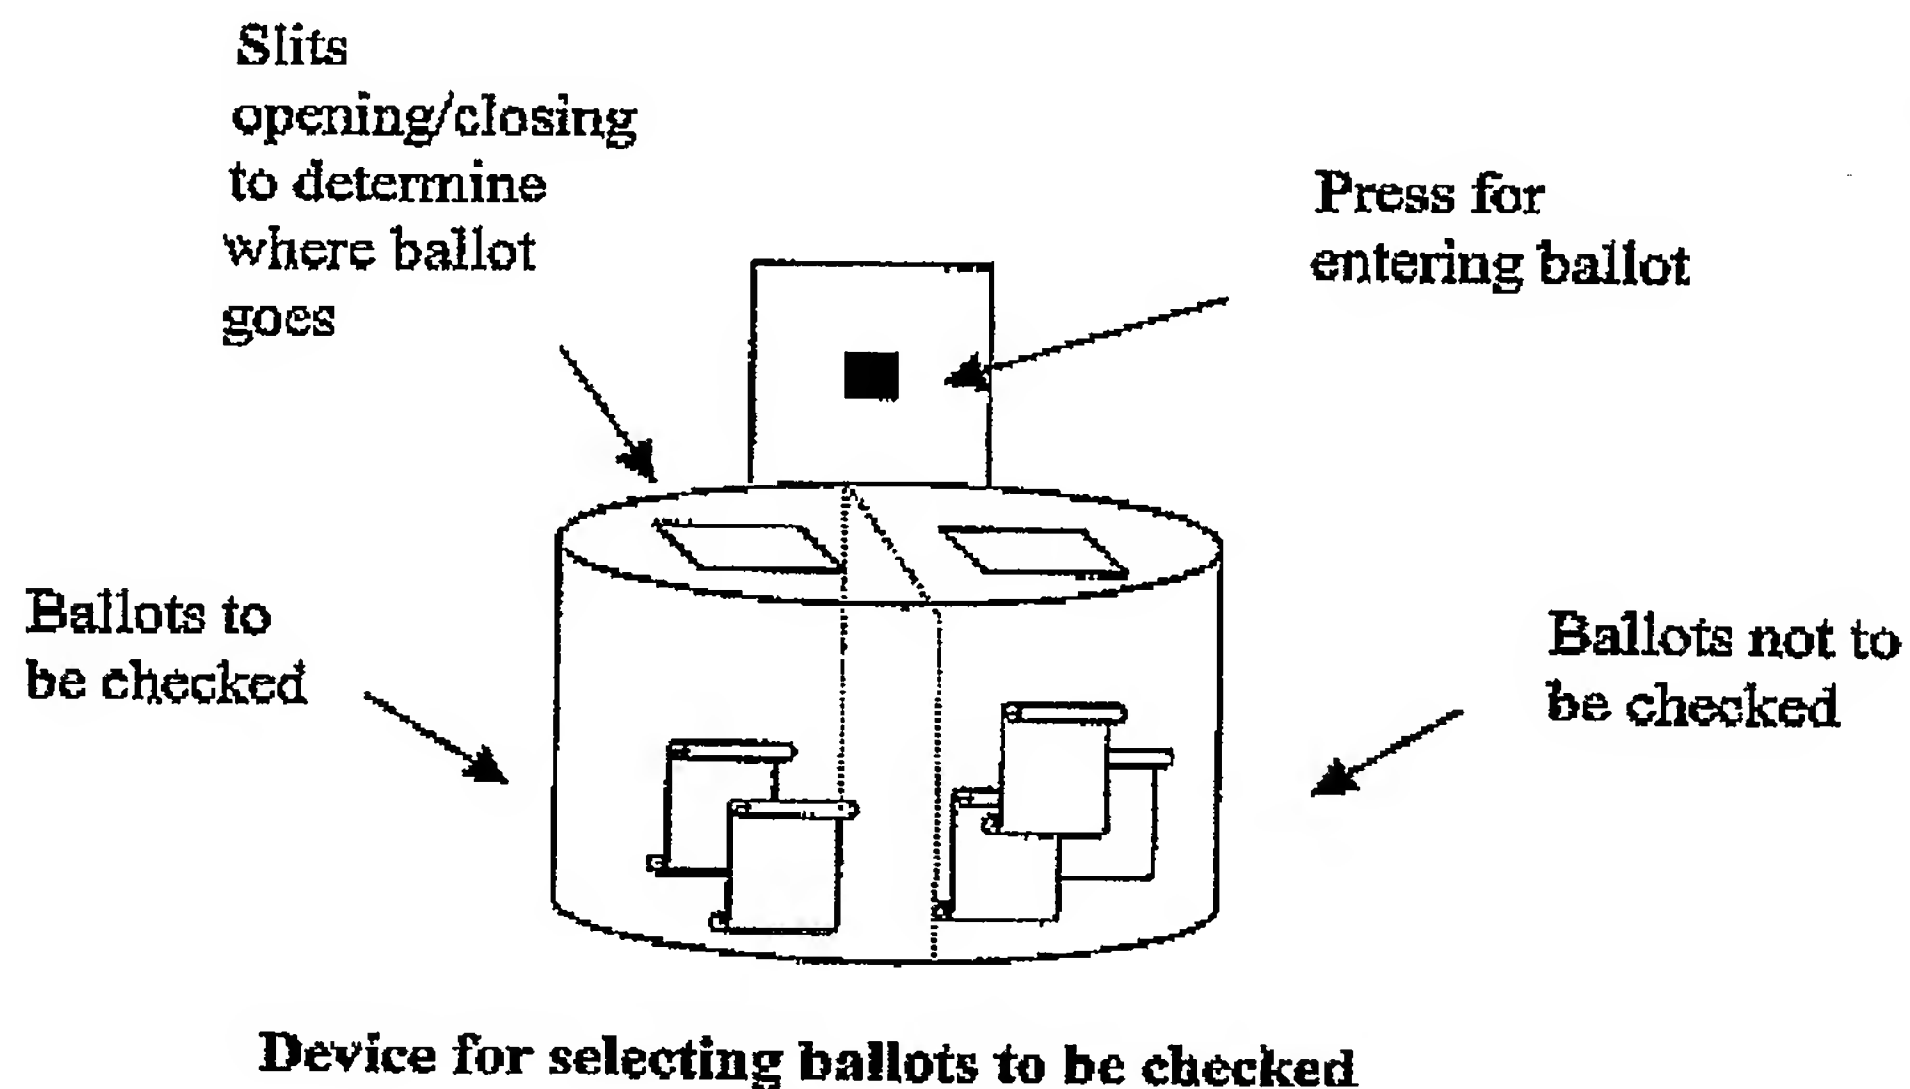 Slits
opening/closing
to determine
where ballot
goes
Press for
entering ballot
Ballots to
be checked
Ballots not to
be checked
Device for selecting ballots to be checked